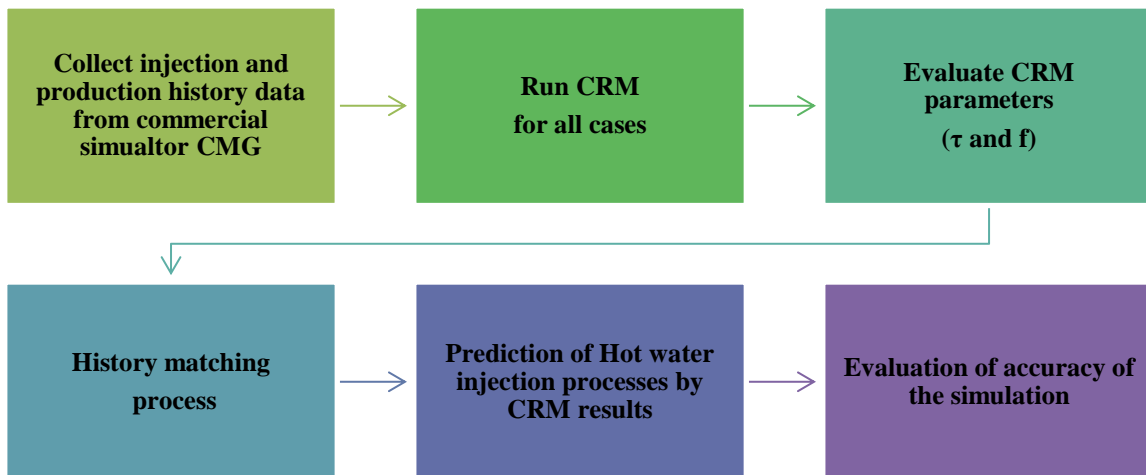 Collect injection and
production history data
from commercial
simualtor CMG
Run CRM
for all cases
Evaluate CRM
parameters
(τ and f)
History matching
process
Prediction of Hot water
injection processes by
CRM results
Evaluation of accuracy of
the simulation